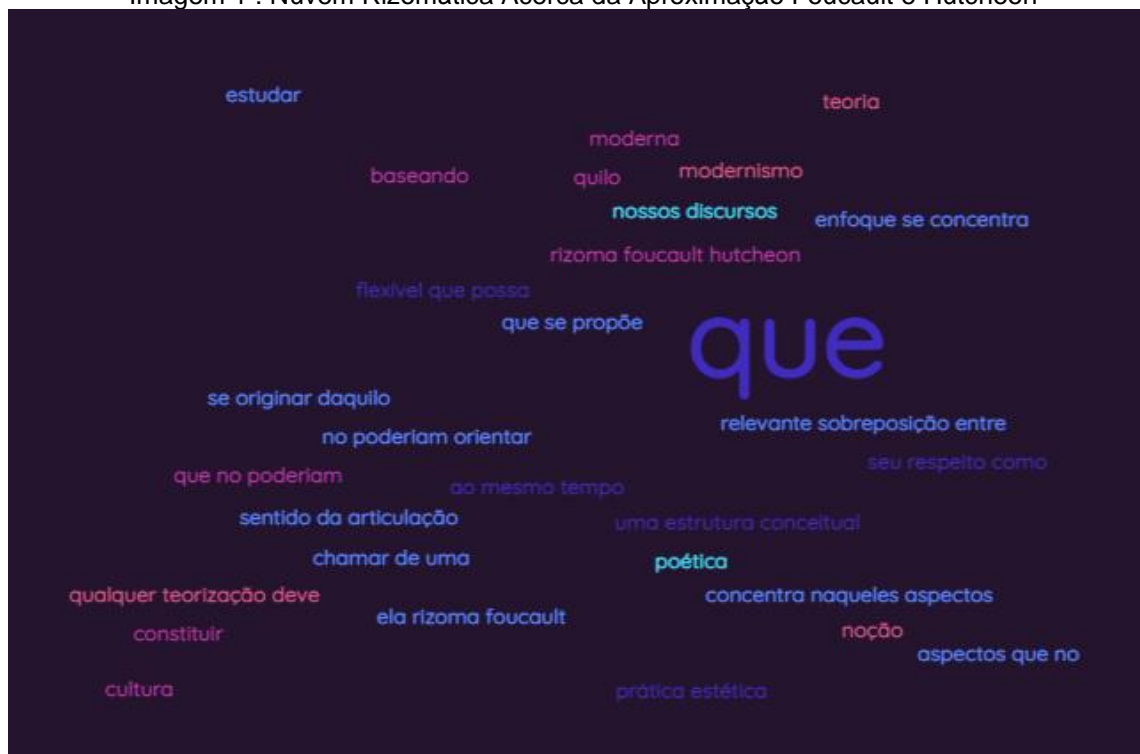 Imagem 1 : Nuvem Rizomática Acerca da Aproximação Foucault e Hutcheon
estudar
teoria
moderna
baseando
quilo
modernismo
nossos discursos
enfoque se concentra
rizoma foucault hutcheon
flexível que possa
que se propõe
que
se originar daquilo
relevante sobreposição entre
no poderiam orientar
seu respeito como
que no poderiam
ao mesmo tempo
sentido da articulação
uma estrutura conceitual
chamar de uma
poética
qualquer teorização deve
concentra naqueles aspectos
ela rizoma foucault
constituir
noção
aspectos que no
cultura
prática estética